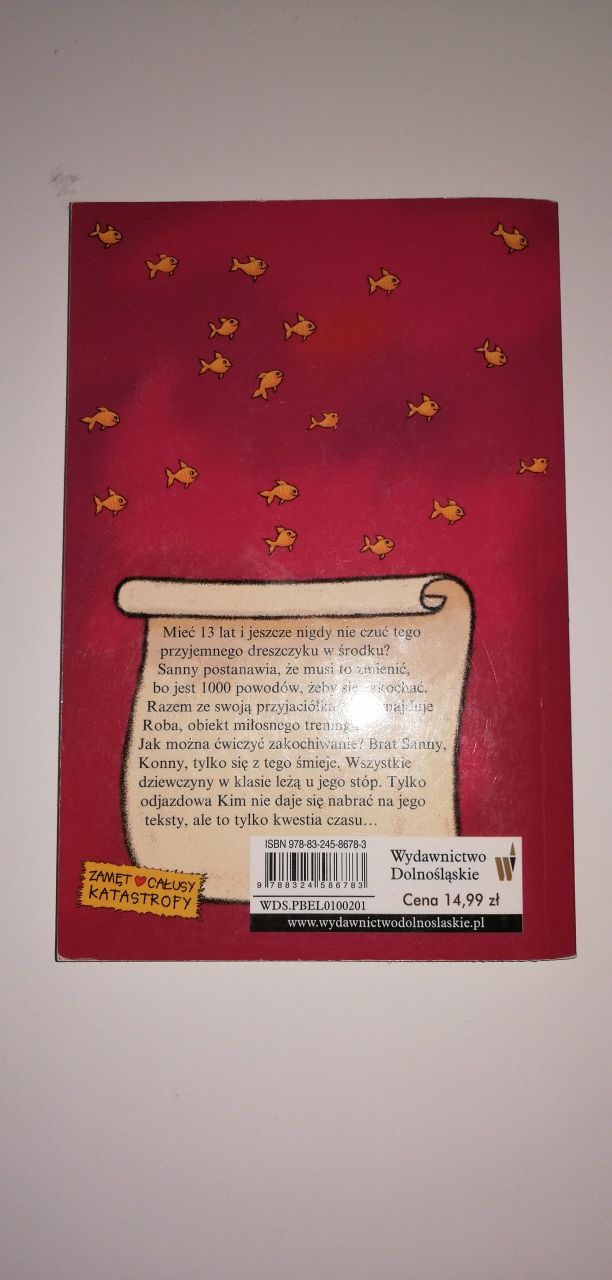 Mieć 13 lat i jeszcze nigdy nie czuć tego
przyjemnego dreszczyku w środku?
Sanny postanawia, że musi to zmienić,
bo jest 1000 powodów, żeby się zakochać.
Razem ze swoją przyjaciółką
Roba, obiekt miłosnego
Jak można ćwiczyć zakochiwanie? Brat Sanny,
Konny, tylko się z tego śmieje. Wszystkie
dziewczyny w klasie leżą u jego stóp. Tylko
odjazdowa Kim nie daje się nabrać na jego
teksty, ale to tylko kwestia czasu…
ZAMĘT CAŁUSY
KATASTROFY
ISBN 978-83-245-8678-3
9 788324 586783
WDS.PBEL0100201
Wydawnictwo
Dolnośląskie
Cena 14,99 zł
www.wydawnictwodolnoslaskie.pl